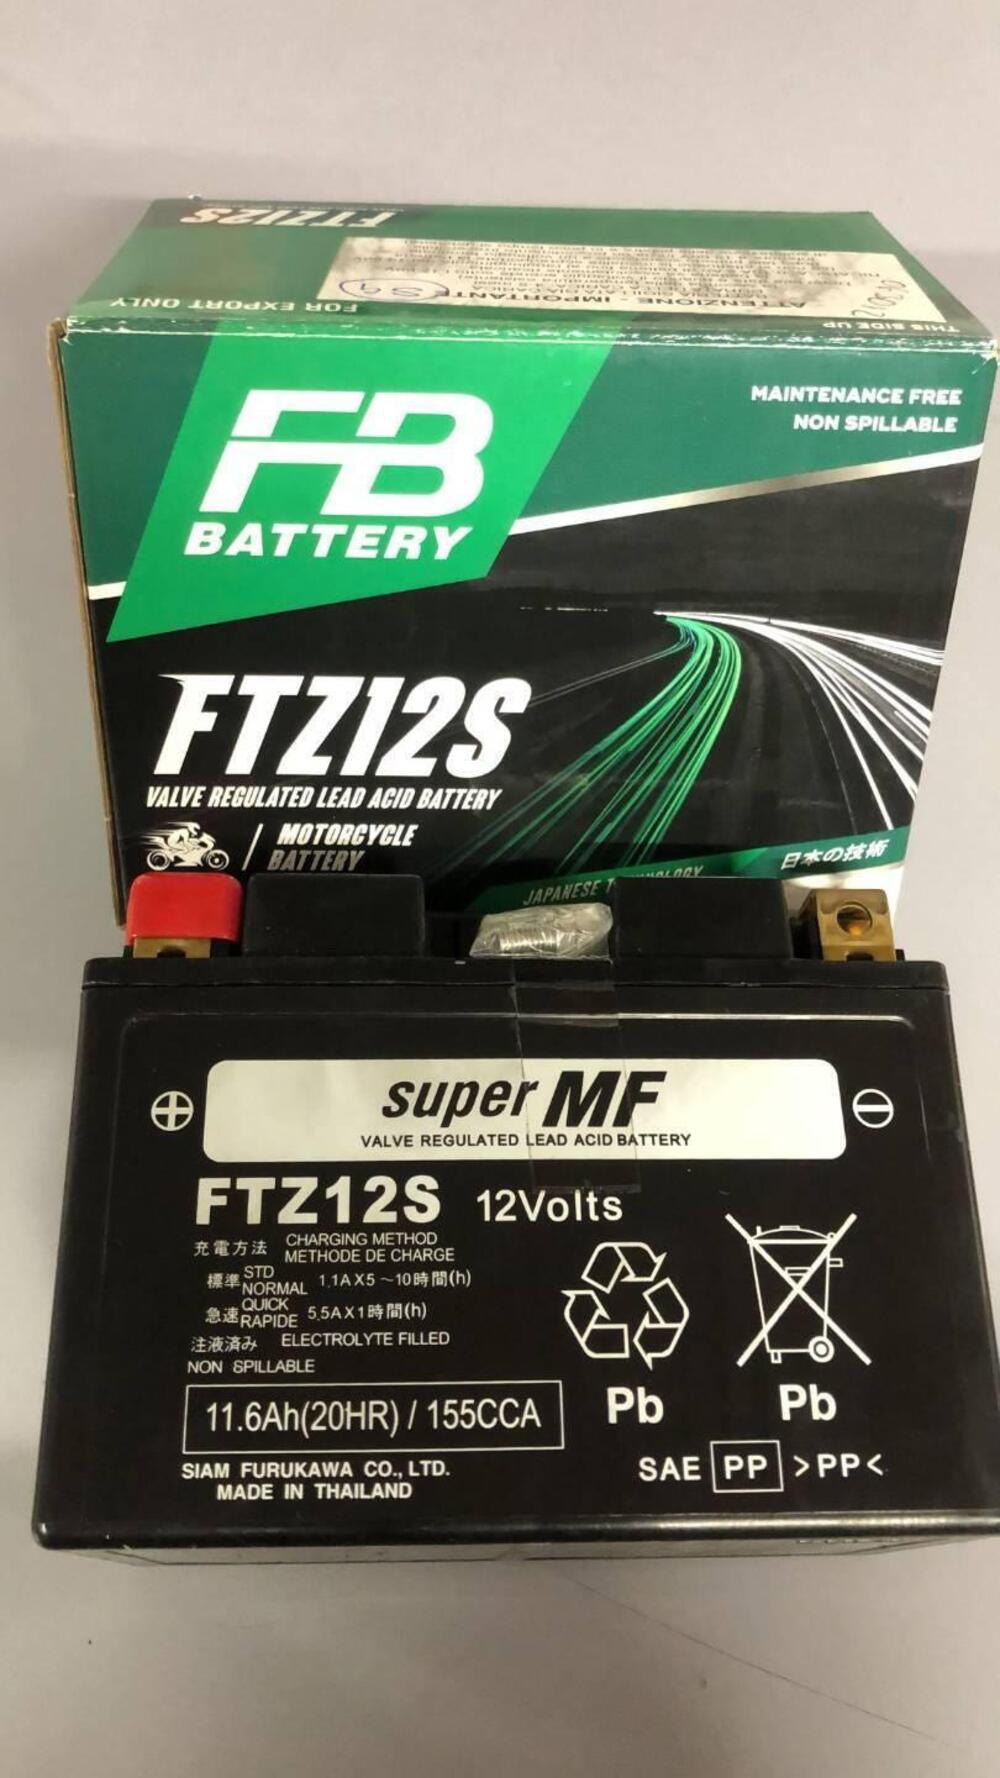 FTZ12S
FOR EXPORT ONLY
ATTENZIONE - IMPORTANTE
THIS SIDE UP
FB
BATTERY
MAINTENANCE FREE
NON SPILLABLE
FTZ12S
VALVE REGULATED LEAD ACID BATTERY
MOTORCYCLE
BATTERY
JAPANESE
日本の技術
super MF
VALVE REGULATED LEAD ACID BATTERY
FTZ12S 12Volts
充電方法 CHARGING METHOD
METHODE DE CHARGE
標準 STD
NORMAL 1.1A X 5 ~ 10時間(h)
急速 QUICK
RAPIDE 5.5A X 1時間(h)
注液済み ELECTROLYTE FILLED
NON SPILLABLE
11.6Ah(20HR) / 155CCA
SIAM FURUKAWA CO., LTD.
MADE IN THAILAND
Pb
Pb
SAE PP >PP<